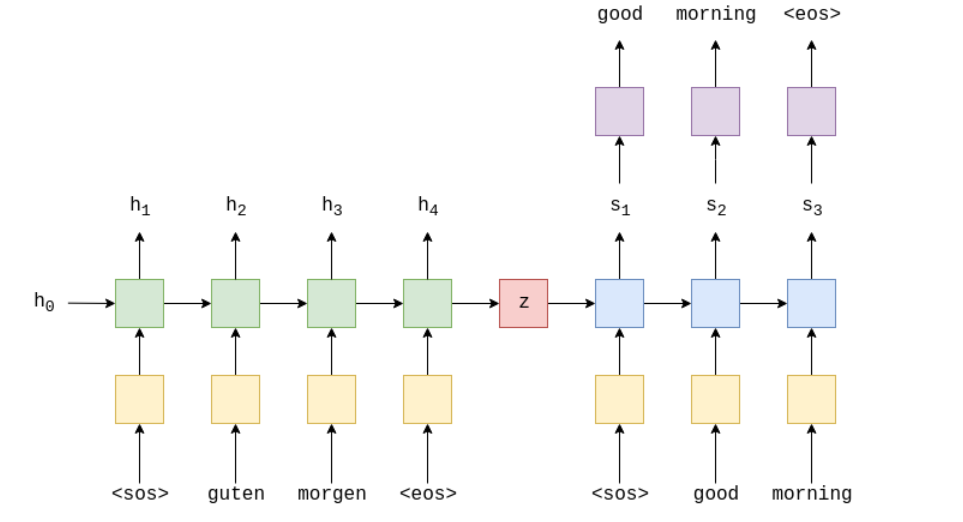 good morning <eos>
h1 h2 h3 h4 s1 s2 s3
h0 z
<sos> guten morgen <eos> <sos> good morning